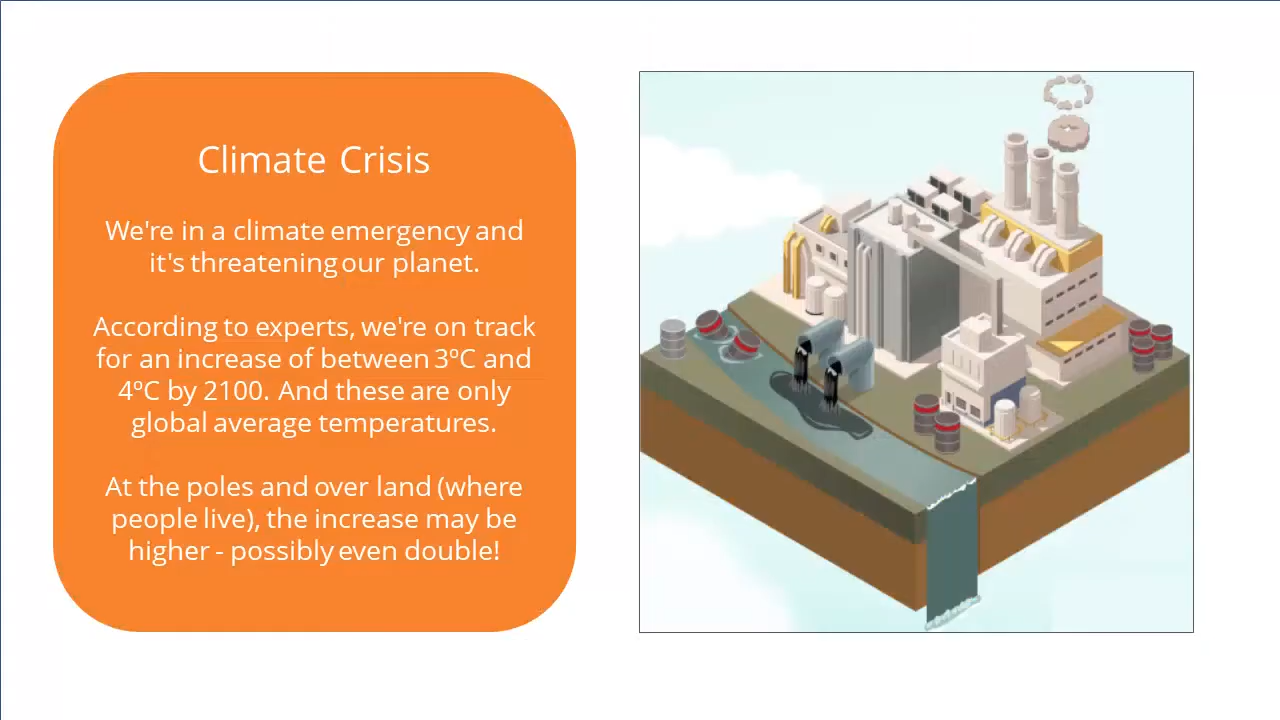 Climate Crisis
We're in a climate emergency and
it's threatening our planet.
According to experts, we're on track
for an increase of between 3ºC and
4ºC by 2100. And these are only
global average temperatures.
At the poles and over land (where
people live), the increase may be
higher - possibly even double!